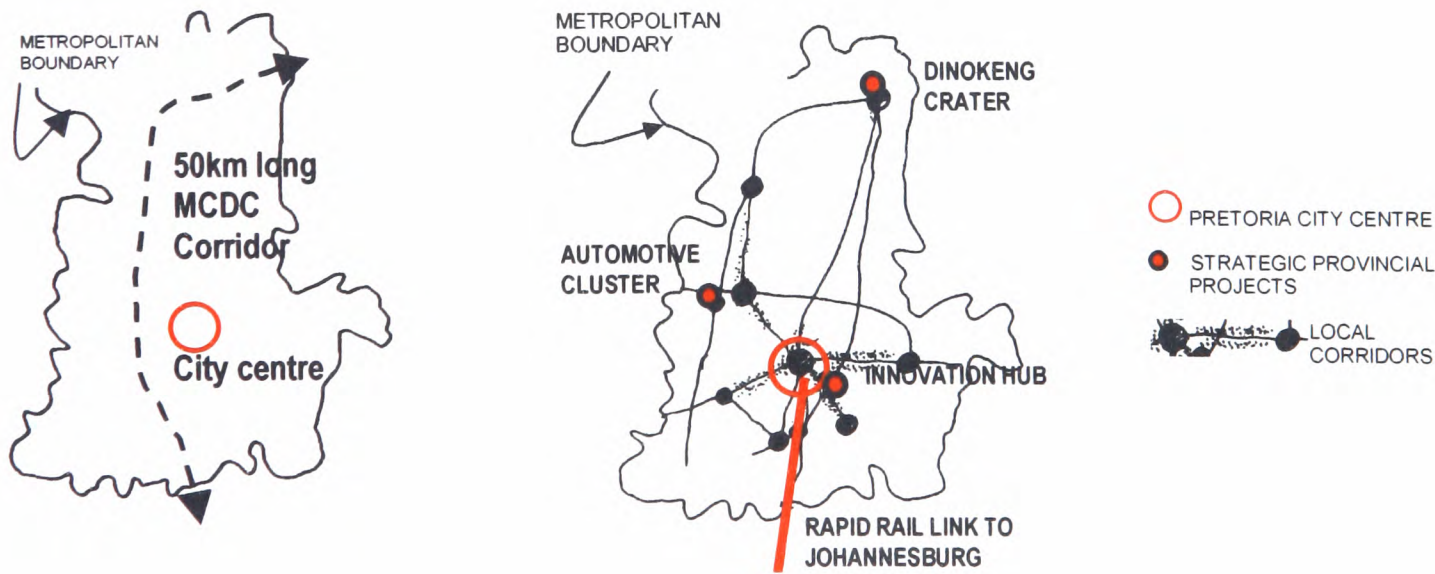 METROPOLITAN
BOUNDARY
50km long
MCDC
Corridor
City centre
METROPOLITAN
BOUNDARY
DINOKENG
CRATER
AUTOMOTIVE
CLUSTER
INNOVATION HUB
RAPID RAIL LINK TO
JOHANNESBURG
PRETORIA CITY CENTRE
STRATEGIC PROVINCIAL
PROJECTS
LOCAL
CORRIDORS